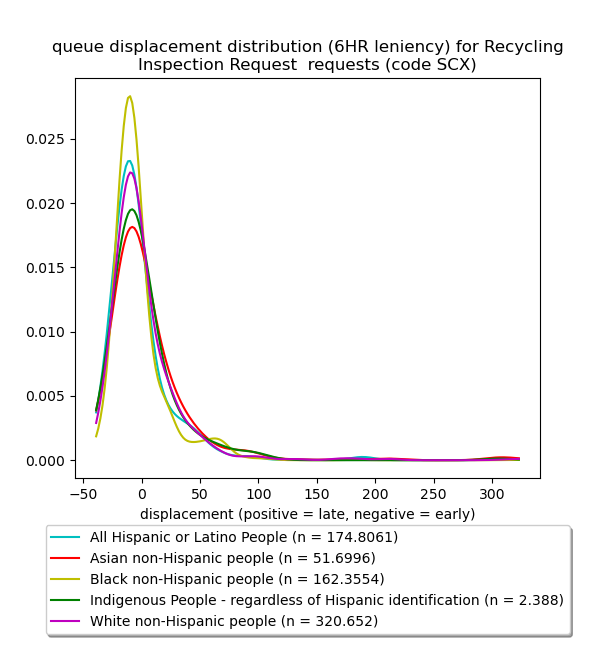 queue displacement distribution (6HR leniency) for Recycling
Inspection Request  requests (code SCX)
0.025
0.020
0.015
0.010
0.005
0.000
−50
0
50
100
150
200
250
300
displacement (positive = late, negative = early)
All Hispanic or Latino People (n = 174.8061)
Asian non-Hispanic people (n = 51.6996)
Black non-Hispanic people (n = 162.3554)
Indigenous People - regardless of Hispanic identification (n = 2.388)
White non-Hispanic people (n = 320.652)